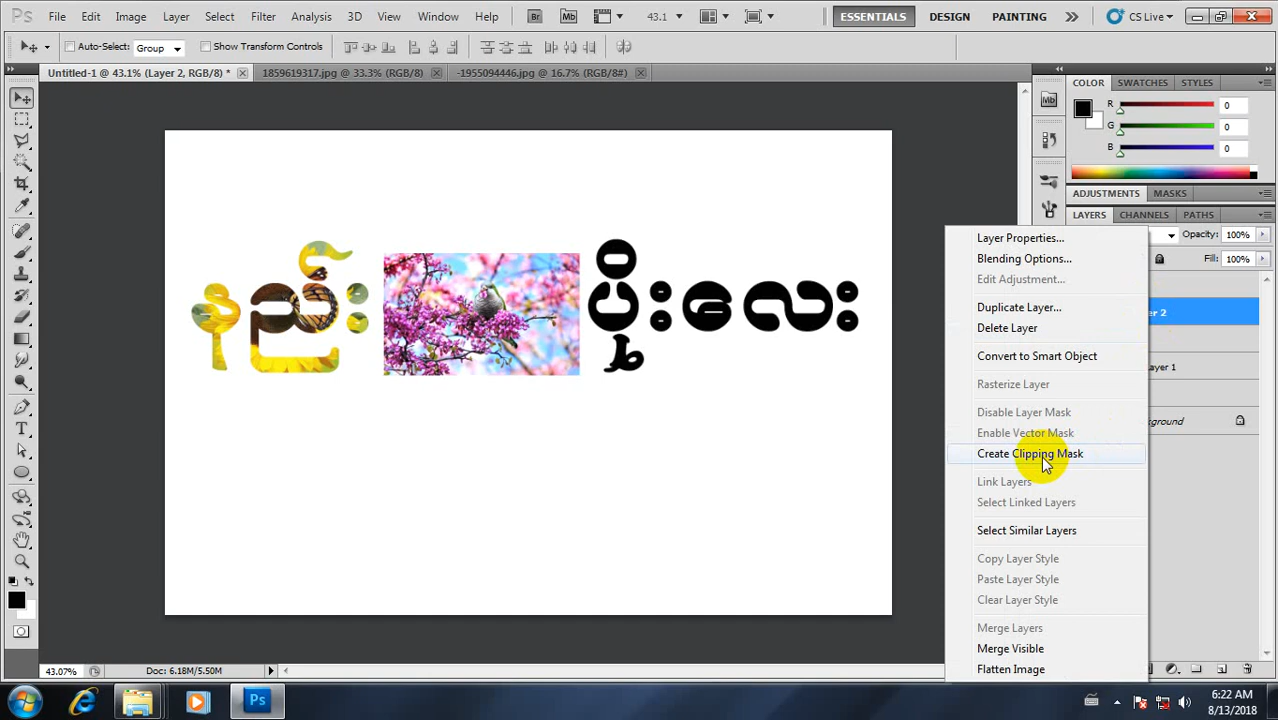 Ps File Edit Image Layer Select Filter Analysis 3D View Window Help Br Mb 43.1 ESSENTIALS DESIGN PAINTING CS Live
Auto-Select: Group Show Transform Controls
Untitled-1 @ 43.1% (Layer 2, RGB/8) * 1859619317.jpg @ 33.3% (RGB/8) -1955094446.jpg @ 16.7% (RGB/8#)
COLOR SWATCHES STYLES
Mb
R 0
G 0
B 0
ADJUSTMENTS MASKS
LAYERS CHANNELS PATHS
Opacity: 100%
Fill: 100%
Layer Properties...
Blending Options...
Edit Adjustment...
Duplicate Layer...
Delete Layer
Convert to Smart Object
Rasterize Layer
Disable Layer Mask
Enable Vector Mask
Create Clipping Mask
Link Layers
Select Linked Layers
Select Similar Layers
Copy Layer Style
Paste Layer Style
Clear Layer Style
Merge Layers
Merge Visible
Flatten Image
43.07% Doc: 6.18M/5.50M
Ps
6:22 AM
8/13/2018